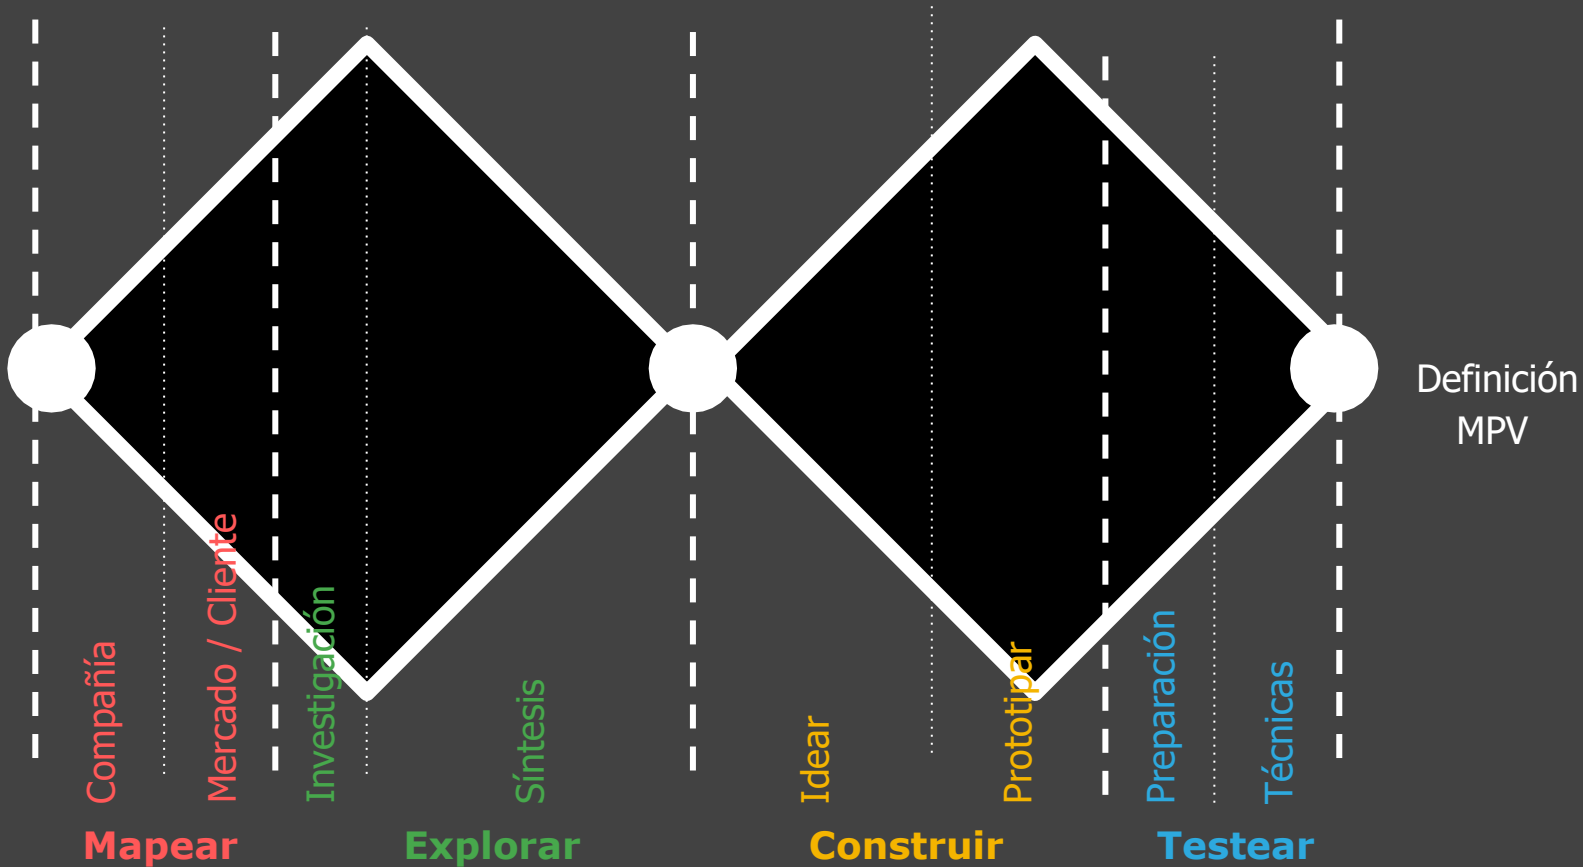 Definición
MPV
Compañía
Mercado / Cliente
Investigación
Síntesis
Idear
Prototipar
Preparación
Técnicas
Mapear
Explorar
Construir
Testear